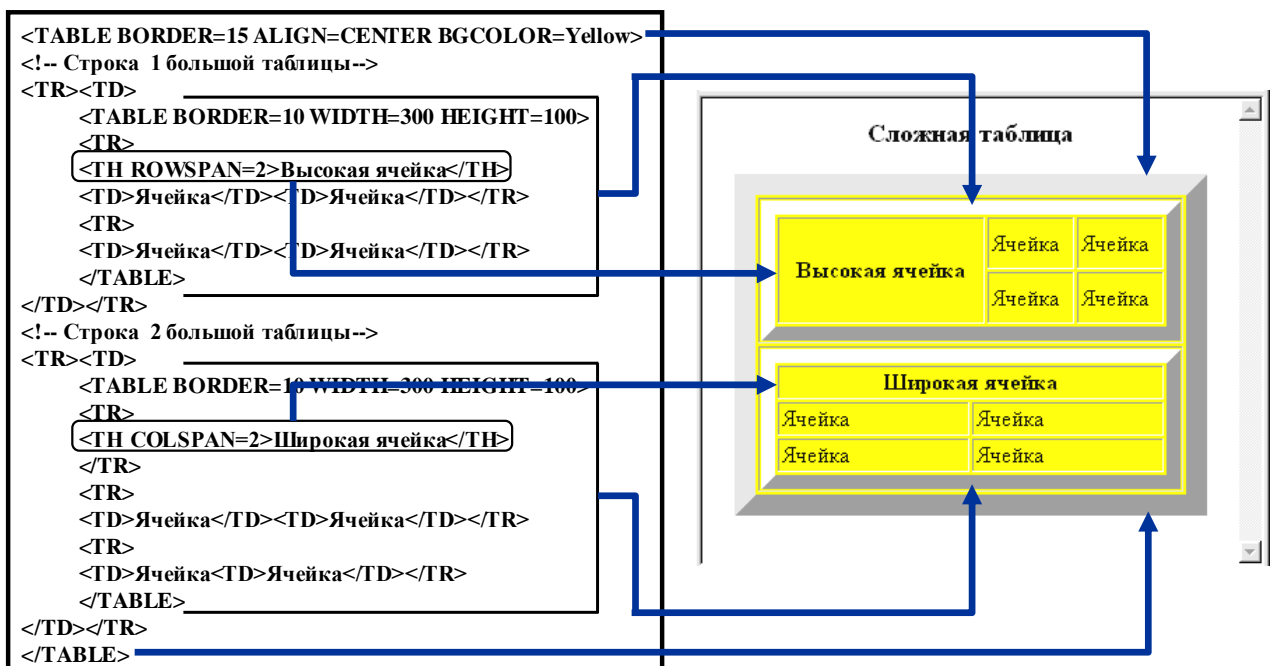 <TABLE BORDER=15 ALIGN=CENTER BGCOLOR=Yellow>
<!-- Строка 1 большой таблицы-->
<TR><TD>
<TABLE BORDER=10 WIDTH=300 HEIGHT=100>
<TR>
<TH ROWSPAN=2>Высокая ячейка</TH>
<TD>Ячейка</TD><TD>Ячейка</TD></TR>
<TR>
<TD>Ячейка</TD><TD>Ячейка</TD></TR>
</TABLE>
</TD></TR>
<!-- Строка 2 большой таблицы-->
<TR><TD>
<TABLE BORDER=10 WIDTH=300 HEIGHT=100>
<TR>
<TH COLSPAN=2>Широкая ячейка</TH>
</TR>
<TR>
<TD>Ячейка</TD><TD>Ячейка</TD></TR>
<TR>
<TD>Ячейка<TD>Ячейка</TD></TR>
</TABLE>
</TD></TR>
</TABLE>
Сложная таблица
Высокая ячейка
Ячейка Ячейка
Ячейка Ячейка
Широкая ячейка
Ячейка Ячейка
Ячейка Ячейка